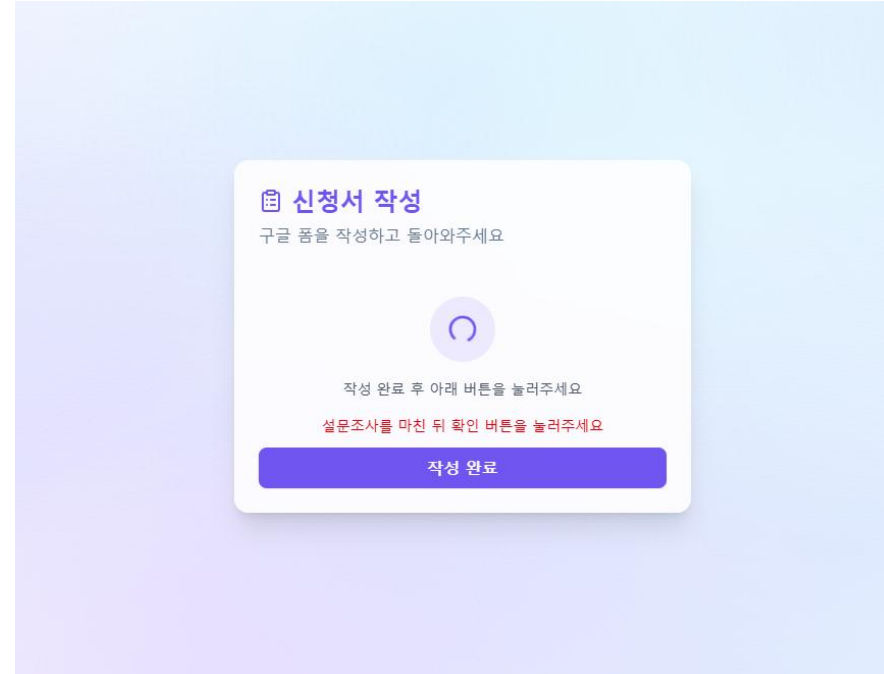 신청서 작성
구글 폼을 작성하고 돌아와주세요
작성 완료 후 아래 버튼을 눌러주세요
설문조사를 마친 뒤 확인 버튼을 눌러주세요
작성 완료